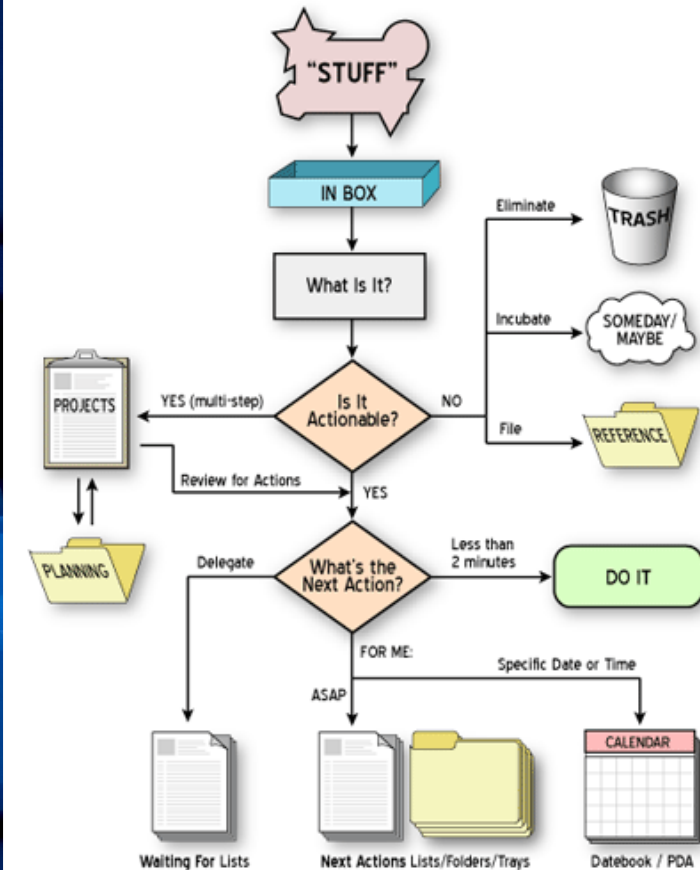 "STUFF"
IN BOX
What Is It?
Eliminate
TRASH
Incubate
SOMEDAY/
MAYBE
File
REFERENCE
Is It
Actionable?
NO
YES (multi-step)
PROJECTS
Review for Actions
YES
PLANNING
What's the
Next Action?
Less than
2 minutes
DO IT
Delegate
FOR ME:
ASAP
Specific Date or Time
CALENDAR
Waiting For Lists
Next Actions Lists/Folders/Trays
Datebook / PDA